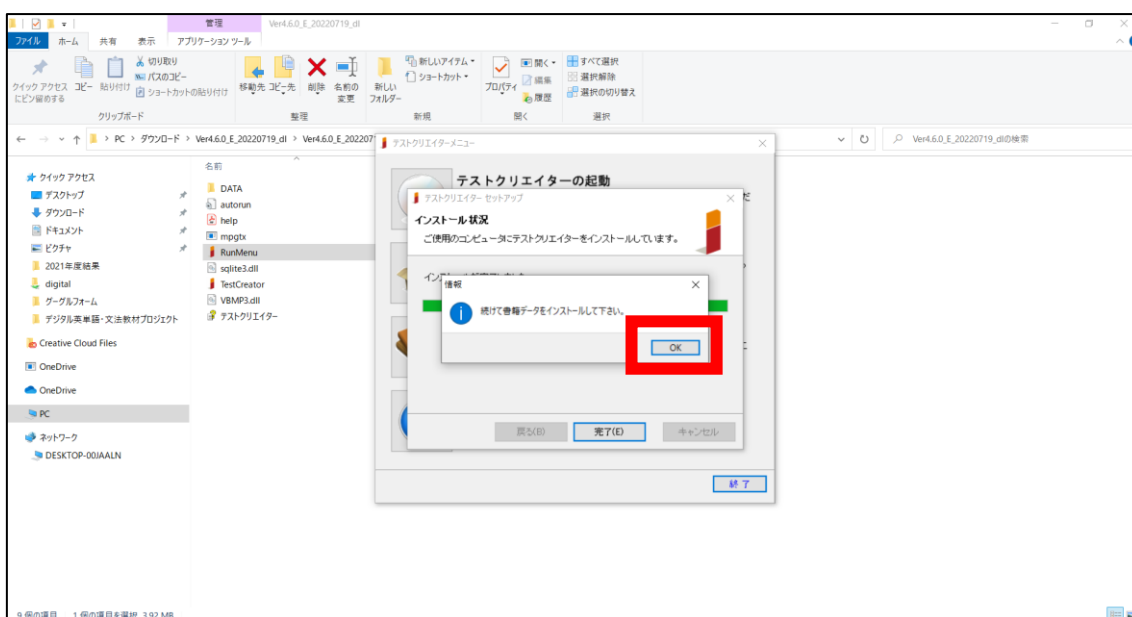 管理
Ver4.6.0_E_20220719_dl
ファイル ホーム 共有 表示 アプリケーション ツール
クイック アクセス
にピン留めする
コピー
貼り付け
切り取り
パスのコピー
ショートカットの貼り付け
クリップボード
移動先
コピー先
削除
名前の
変更
整理
新しい
フォルダー
新しいアイテム
ショートカット
新規
プロパティ
開く
編集
履歴
開く
すべて選択
選択解除
選択の切り替え
選択
PC > ダウンロード > Ver4.6.0_E_20220719_dl > Ver4.6.0_E_202207
Ver4.6.0_E_20220719_dlの検索
クイック アクセス
デスクトップ
ダウンロード
ドキュメント
ピクチャ
2021年度結果
digital
グーグルフォーム
デジタル英単語・文法教材プロジェクト
Creative Cloud Files
OneDrive
OneDrive
PC
ネットワーク
DESKTOP-00JAALN
名前
DATA
autorun
help
mpgtx
RunMenu
sqlite3.dll
TestCreator
VBMP3.dll
テストクリエイター
テストクリエイターメニュー
テストクリエイターの起動
テストクリエイター セットアップ
インストール状況
ご使用のコンピュータにテストクリエイターをインストールしています。
情報
続けて書籍データをインストールして下さい。
OK
戻る(B)
完了(E)
キャンセル
終了
9 個の項目 1 個の項目を選択 3.92 MB